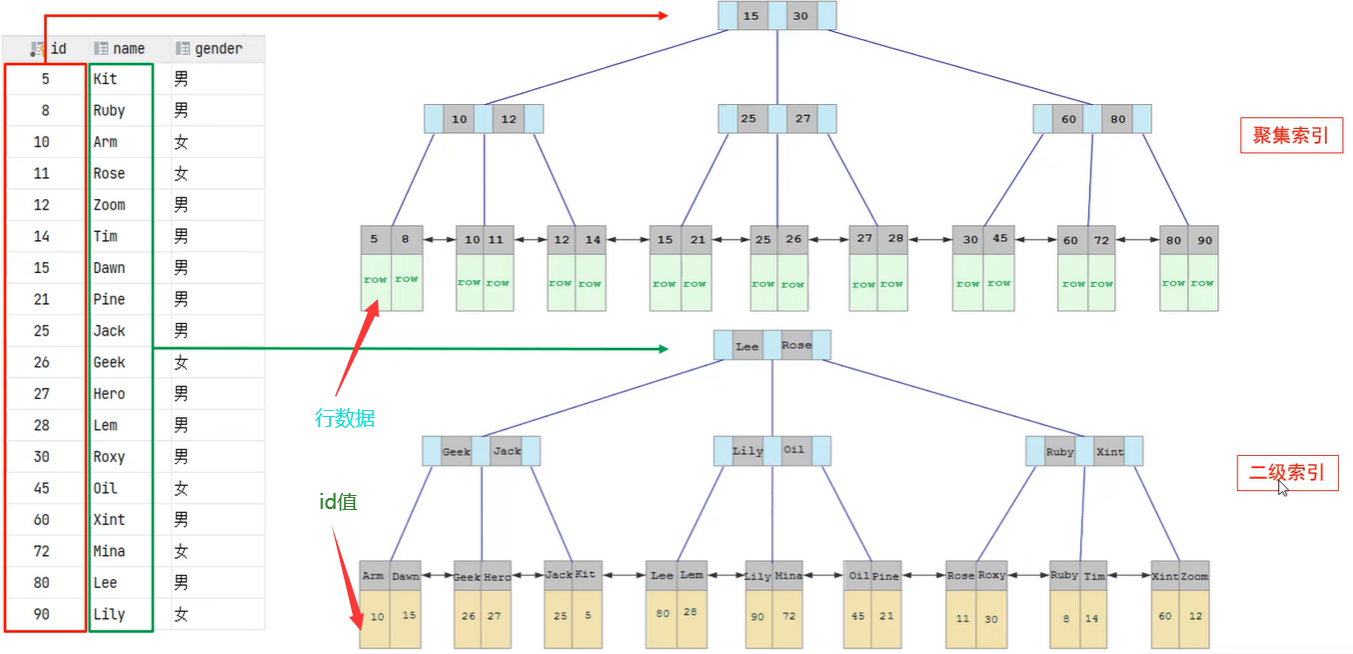 id name gender
5 Kit 男
8 Ruby 男
10 Arm 女
11 Rose 女
12 Zoom 男
14 Tim 男
15 Dawn 男
21 Pine 男
25 Jack 男
26 Geek 女
27 Hero 男
28 Lem 男
30 Roxy 男
45 Oil 女
60 Xint 男
72 Mina 女
80 Lee 男
90 Lily 女
15 30
10 12 25 27 60 80
聚集索引
5 8 10 11 12 14 15 21 25 26 27 28 30 45 60 72 80 90
row row row row row row row row row row row row row row row row row row
行数据
Lee Rose
Geek Jack Lily Oil Ruby Xint
二级索引
id值
Arm Dawn Geek Hero Jack Kit Lee Lem Lily Mina Oil Pine Rose Roxy Ruby Tim Xint Zoom
10 15 26 27 25 5 80 28 90 72 45 21 11 30 8 14 60 12